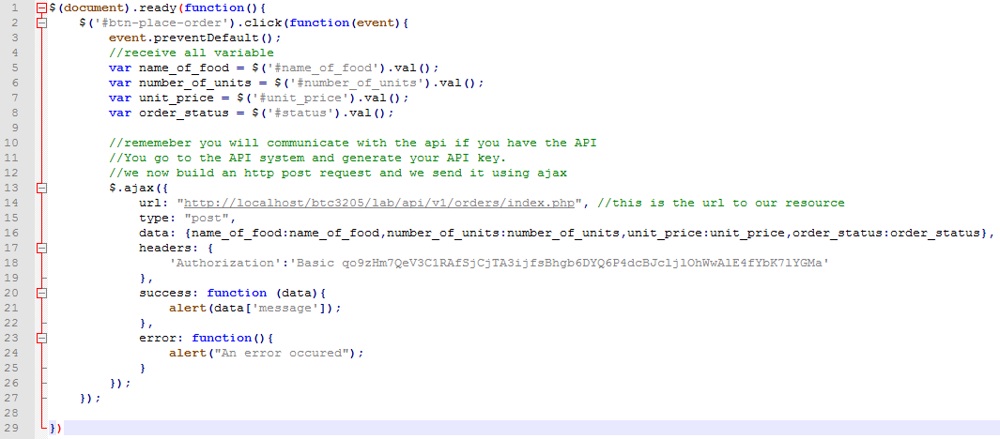 1 $(document).ready(function(){
2 $('#btn-place-order').click(function(event){
3 event.preventDefault();
4 //receive all variable
5 var name_of_food = $('#name_of_food').val();
6 var number_of_units = $('#number_of_units').val();
7 var unit_price = $('#unit_price').val();
8 var order_status = $('#status').val();
9
10 //rememeber you will communicate with the api if you have the API
11 //You go to the API system and generate your API key.
12 //we now build an http post request and we send it using ajax
13 $.ajax({
14 url: "http://localhost/btc3205/lab/api/v1/orders/index.php", //this is the url to our resource
15 type: "post",
16 data: {name_of_food:name_of_food,number_of_units:number_of_units,unit_price:unit_price,order_status:order_status},
17 headers: {
18 'Authorization':'Basic qo9zHm7QeV3C1RAfSjCjTA3ijfsBhgb6DYQ6P4dcBJcljlOhWwAlE4fYbK7lYGMa'
19 },
20 success: function (data){
21 alert(data['message']);
22 },
23 error: function(){
24 alert("An error occured");
25 }
26 });
27 });
28
29 })